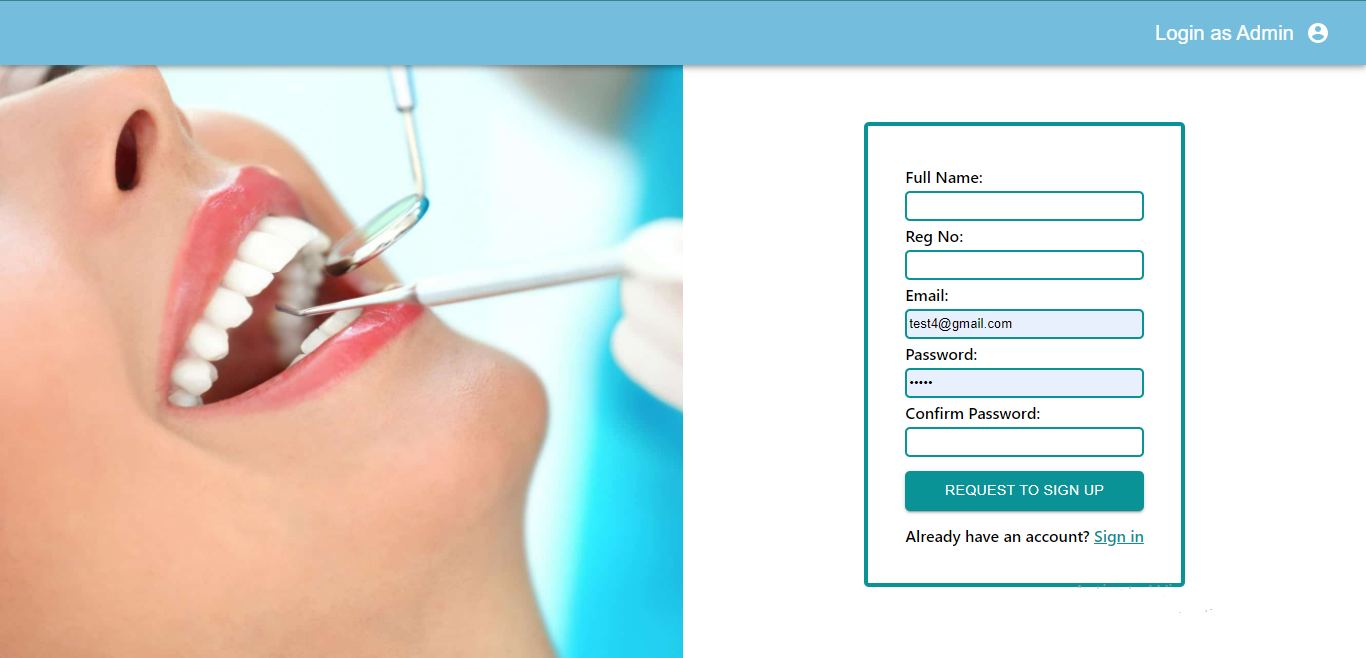 Login as Admin
Full Name:
Reg No:
Email:
test4@gmail.com
Password:
•••••
Confirm Password:
REQUEST TO SIGN UP
Already have an account? Sign in